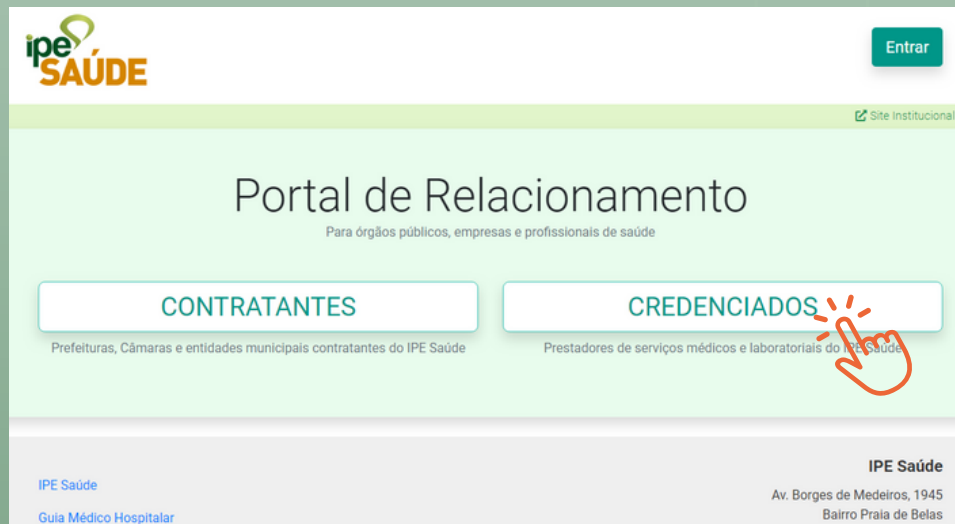 ipe
SAÚDE
Entrar
Site Institucional
Portal de Relacionamento
Para órgãos públicos, empresas e profissionais de saúde
CONTRATANTES
Prefeituras, Câmaras e entidades municipais contratantes do IPE Saúde
CREDENCIADOS
Prestadores de serviços médicos e laboratoriais do IPE Saúde
IPE Saúde
Guia Médico Hospitalar
IPE Saúde
Av. Borges de Medeiros, 1945
Bairro Praia de Belas